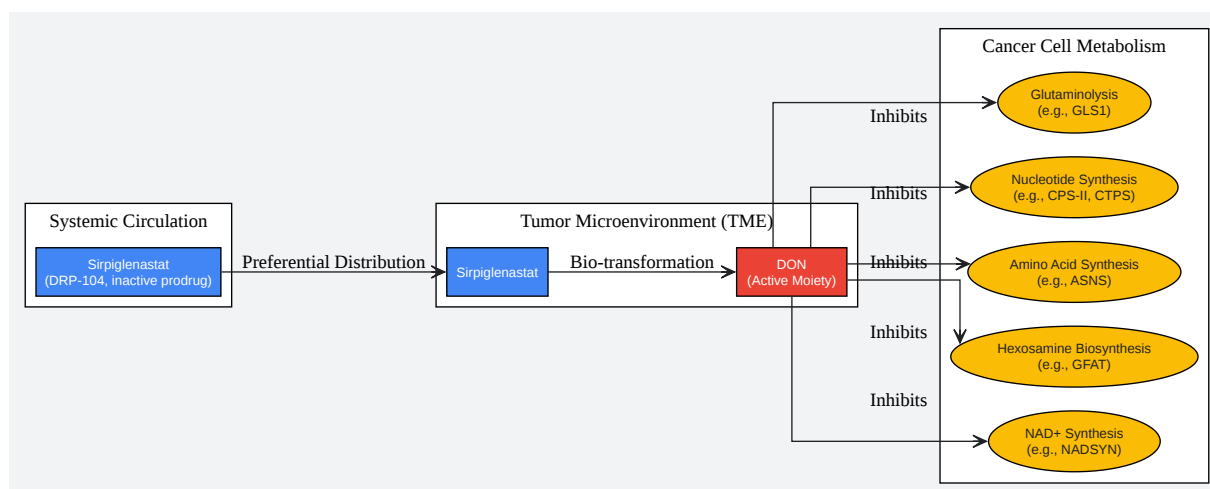 Systemic Circulation
Sirpiglenastat
(DRP-104, inactive prodrug)
Preferential Distribution
Tumor Microenvironment (TME)
Sirpiglenastat
Bio-transformation
DON
(Active Moiety)
Inhibits
Inhibits
Inhibits
Inhibits
Inhibits
Cancer Cell Metabolism
Glutaminolysis
(e.g., GLS1)
Nucleotide Synthesis
(e.g., CPS-II, CTPS)
Amino Acid Synthesis
(e.g., ASNS)
Hexosamine Biosynthesis
(e.g., GFAT)
NAD+ Synthesis
(e.g., NADSYN)